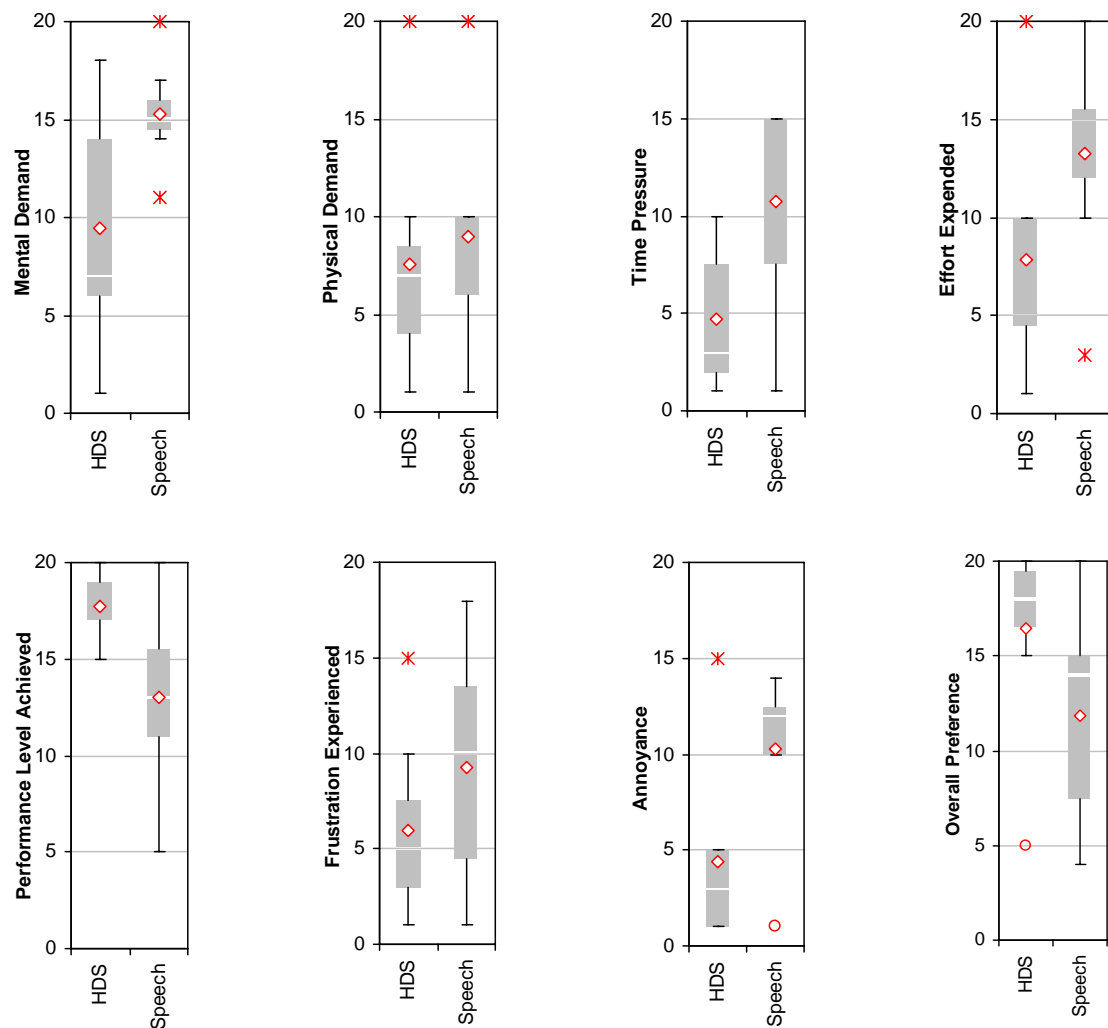 Mental Demand
20
15
10
5
0
HDS
Speech
Physical Demand
20
15
10
5
0
HDS
Speech
Time Pressure
20
15
10
5
0
HDS
Speech
Effort Expended
20
15
10
5
0
HDS
Speech
Performance Level Achieved
20
15
10
5
0
HDS
Speech
Frustration Experienced
20
15
10
5
0
HDS
Speech
Annoyance
20
15
10
5
0
HDS
Speech
Overall Preference
20
15
10
5
0
HDS
Speech